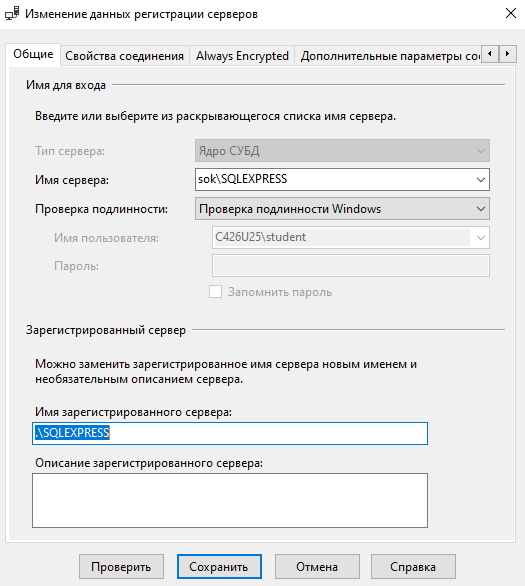 Изменение данных регистрации серверов
Общие
Свойства соединения
Always Encrypted
Дополнительные параметры сое
Имя для входа
Введите или выберите из раскрывающегося списка имя сервера.
Тип сервера:
Ядро СУБД
Имя сервера:
sok\SQLEXPRESS
Проверка подлинности:
Проверка подлинности Windows
Имя пользователя:
C426U25\student
Пароль:
Запомнить пароль
Зарегистрированный сервер
Можно заменить зарегистрированное имя сервера новым именем и
необязательным описанием сервера.
Имя зарегистрированного сервера:
.\SQLEXPRESS
Описание зарегистрированного сервера:
Проверить
Сохранить
Отмена
Справка